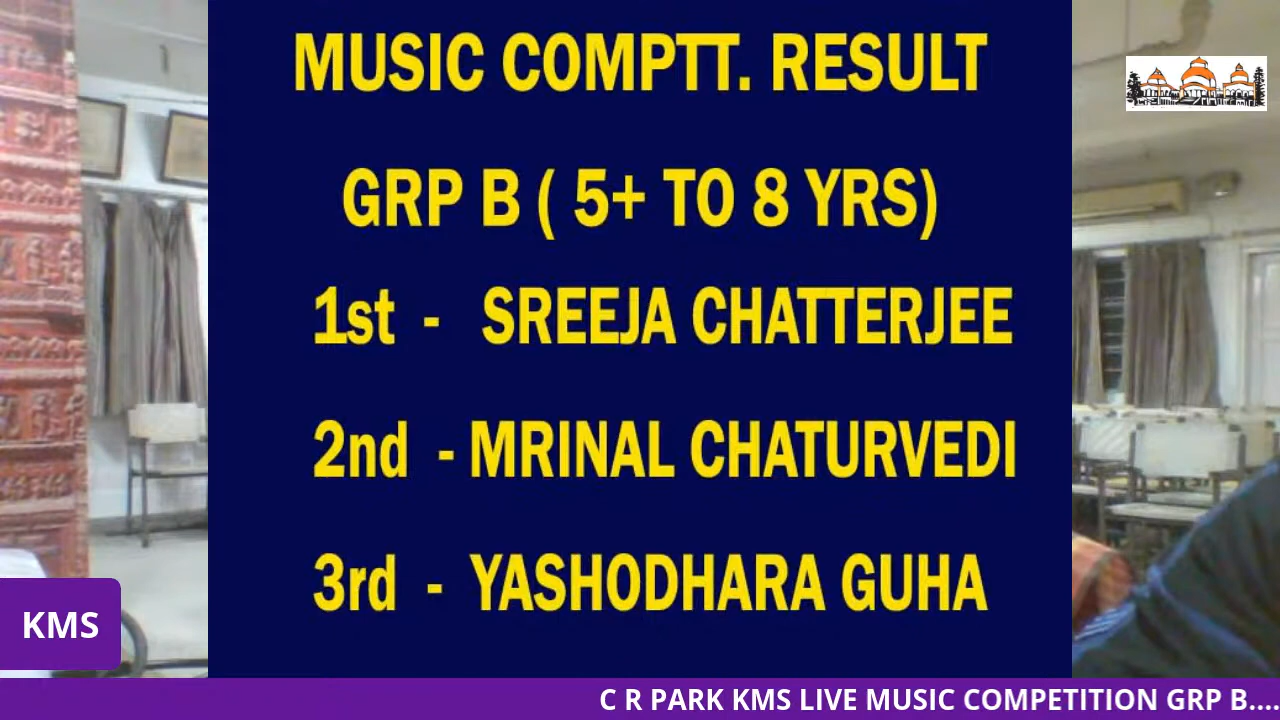 MUSIC COMPTT. RESULT
GRP B ( 5+ TO 8 YRS)
1st - SREEJA CHATTERJEE
2nd - MRINAL CHATURVEDI
3rd - YASHODHARA GUHA
KMS
C R PARK KMS LIVE MUSIC COMPETITION GRP B....